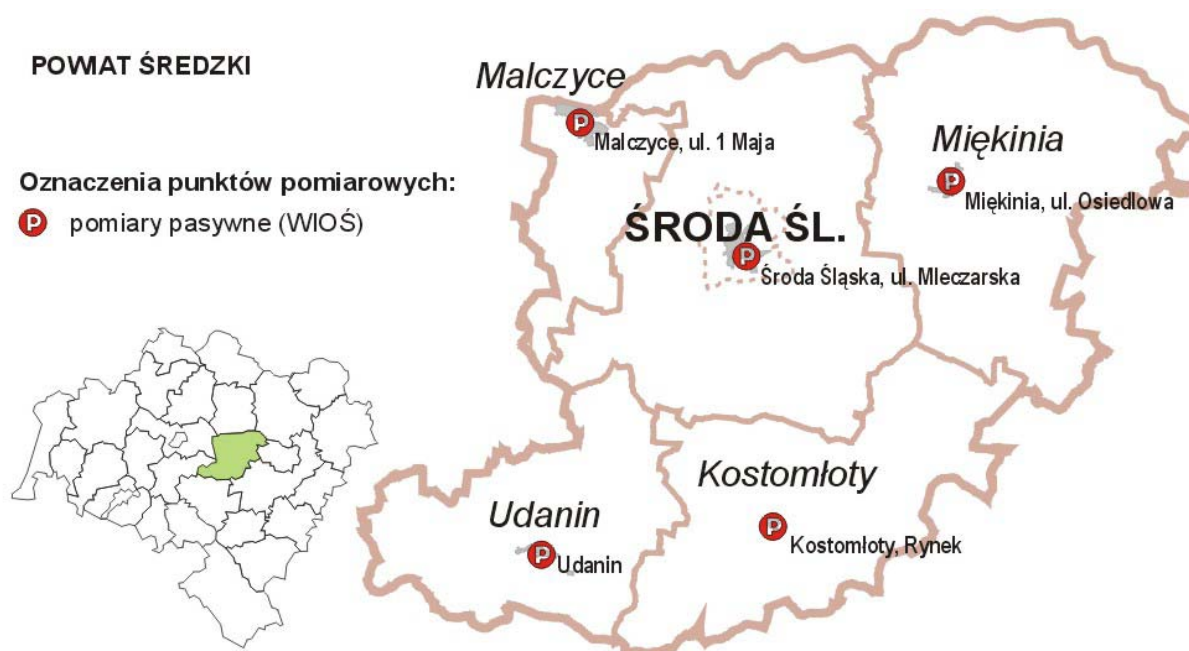 POWIAT ŚREDZKI
Oznaczenia punktów pomiarowych:
P pomiary pasywne (WIOŚ)
Malczyce
P
Malczyce, ul. 1 Maja
Miękinia
P
Miękinia, ul. Osiedlowa
ŚRODA ŚL.
P
Środa Śląska, ul. Mleczarska
Kostomłoty
P
Kostomłoty, Rynek
Udanin
P
Udanin